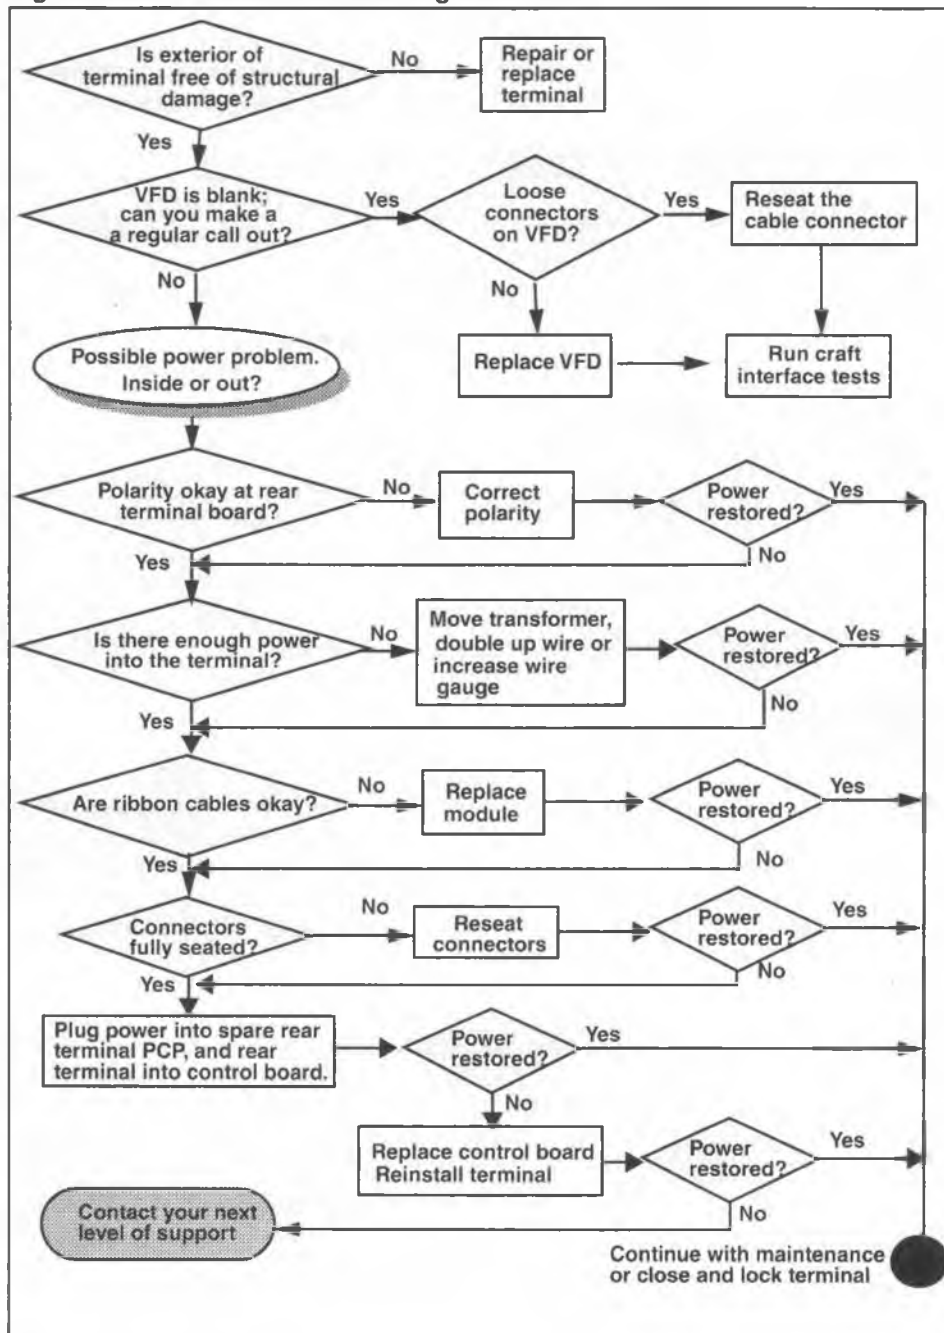 Is exterior of
terminal free of structural
damage?
No
Repair or
replace
terminal
Yes
VFD is blank;
can you make a
a regular call out?
Yes
Loose
connectors
on VFD?
Yes
Reseat the
cable connector
No
No
Possible power problem.
Inside or out?
Replace VFD
Run craft
interface tests
Polarity okay at rear
terminal board?
No
Correct
polarity
Power
restored?
Yes
Yes
No
Is there enough power
into the terminal?
No
Move transformer,
double up wire or
increase wire
gauge
Power
restored?
Yes
Yes
No
Are ribbon cables okay?
No
Replace
module
Power
restored?
Yes
Yes
No
Connectors
fully seated?
No
Reseat
connectors
Power
restored?
Yes
Yes
No
Plug power into spare rear
terminal PCP, and rear
terminal into control board.
Power
restored?
Yes
No
Replace control board
Reinstall terminal
Power
restored?
Yes
No
Contact your next
level of support
Continue with maintenance
or close and lock terminal